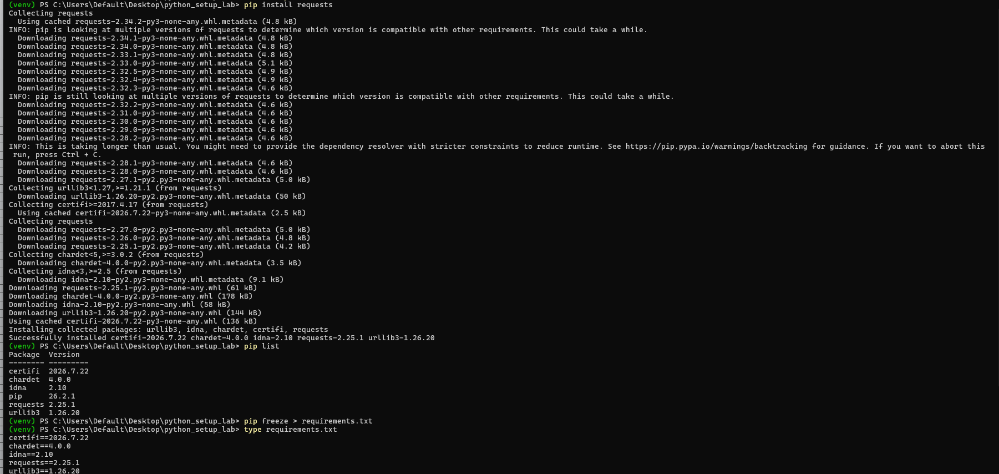 (venv) PS C:\Users\Default\Desktop\python_setup_lab> pip install requests
Collecting requests
  Using cached requests-2.34.2-py3-none-any.whl.metadata (4.8 kB)
INFO: pip is looking at multiple versions of requests to determine which version is compatible with other requirements. This could take a while.
  Downloading requests-2.34.1-py3-none-any.whl.metadata (4.8 kB)
  Downloading requests-2.34.0-py3-none-any.whl.metadata (4.8 kB)
  Downloading requests-2.33.1-py3-none-any.whl.metadata (4.8 kB)
  Downloading requests-2.33.0-py3-none-any.whl.metadata (5.1 kB)
  Downloading requests-2.32.5-py3-none-any.whl.metadata (4.9 kB)
  Downloading requests-2.32.4-py3-none-any.whl.metadata (4.9 kB)
  Downloading requests-2.32.3-py3-none-any.whl.metadata (4.6 kB)
INFO: pip is still looking at multiple versions of requests to determine which version is compatible with other requirements. This could take a while.
  Downloading requests-2.32.2-py3-none-any.whl.metadata (4.6 kB)
  Downloading requests-2.31.0-py3-none-any.whl.metadata (4.6 kB)
  Downloading requests-2.30.0-py3-none-any.whl.metadata (4.6 kB)
  Downloading requests-2.29.0-py3-none-any.whl.metadata (4.6 kB)
  Downloading requests-2.28.2-py3-none-any.whl.metadata (4.6 kB)
INFO: This is taking longer than usual. You might need to provide the dependency resolver with stricter constraints to reduce runtime. See https://pip.pypa.io/warnings/backtracking for guidance. If you want to abort this
 run, press Ctrl + C.
  Downloading requests-2.28.1-py3-none-any.whl.metadata (4.6 kB)
  Downloading requests-2.28.0-py3-none-any.whl.metadata (4.6 kB)
  Downloading requests-2.27.1-py2.py3-none-any.whl.metadata (5.0 kB)
Collecting urllib3<1.27,>=1.21.1 (from requests)
  Downloading urllib3-1.26.20-py2.py3-none-any.whl.metadata (50 kB)
Collecting certifi>=2017.4.17 (from requests)
  Using cached certifi-2026.7.22-py3-none-any.whl.metadata (2.5 kB)
Collecting requests
  Downloading requests-2.27.0-py2.py3-none-any.whl.metadata (5.0 kB)
  Downloading requests-2.26.0-py2.py3-none-any.whl.metadata (4.8 kB)
  Downloading requests-2.25.1-py2.py3-none-any.whl.metadata (4.2 kB)
Collecting chardet<5,>=3.0.2 (from requests)
  Downloading chardet-4.0.0-py2.py3-none-any.whl.metadata (3.5 kB)
Collecting idna<3,>=2.5 (from requests)
  Downloading idna-2.10-py2.py3-none-any.whl.metadata (9.1 kB)
Downloading requests-2.25.1-py2.py3-none-any.whl (61 kB)
Downloading chardet-4.0.0-py2.py3-none-any.whl (178 kB)
Downloading idna-2.10-py2.py3-none-any.whl (58 kB)
Downloading urllib3-1.26.20-py2.py3-none-any.whl (144 kB)
Using cached certifi-2026.7.22-py3-none-any.whl (136 kB)
Installing collected packages: urllib3, idna, chardet, certifi, requests
Successfully installed certifi-2026.7.22 chardet-4.0.0 idna-2.10 requests-2.25.1 urllib3-1.26.20
(venv) PS C:\Users\Default\Desktop\python_setup_lab> pip list
Package  Version
-------- ---------
certifi  2026.7.22
chardet  4.0.0
idna     2.10
pip      26.2.1
requests 2.25.1
urllib3  1.26.20
(venv) PS C:\Users\Default\Desktop\python_setup_lab> pip freeze > requirements.txt
(venv) PS C:\Users\Default\Desktop\python_setup_lab> type requirements.txt
certifi==2026.7.22
chardet==4.0.0
idna==2.10
requests==2.25.1
urllib3==1.26.20